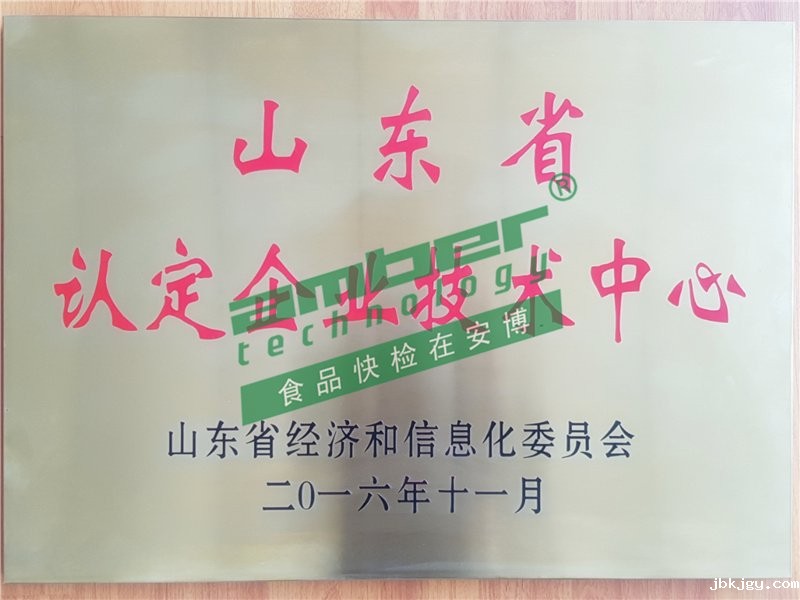 山东省
认定企业技术中心
amber®
technology
食品快检在安博
山东省经济和信息化委员会
二0一六年十一月
jbkjgy.com